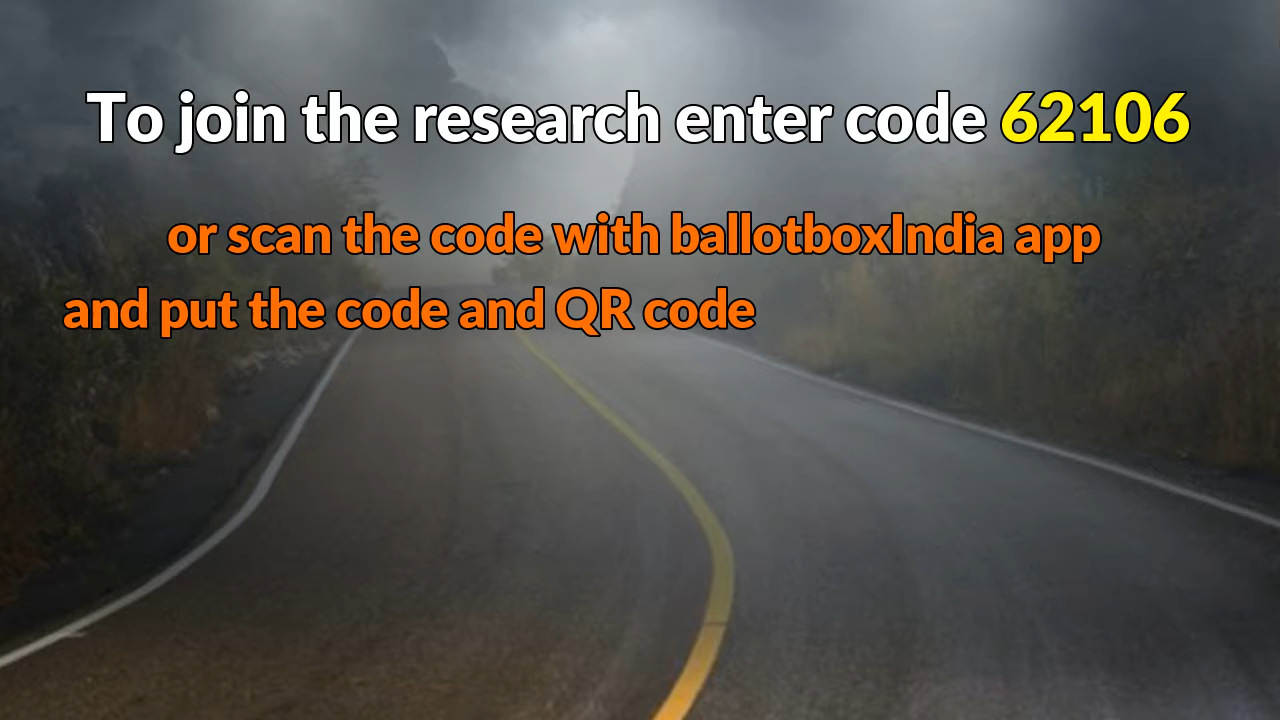 To join the research enter code 62106
or scan the code with ballotboxIndia app
and put the code and QR code